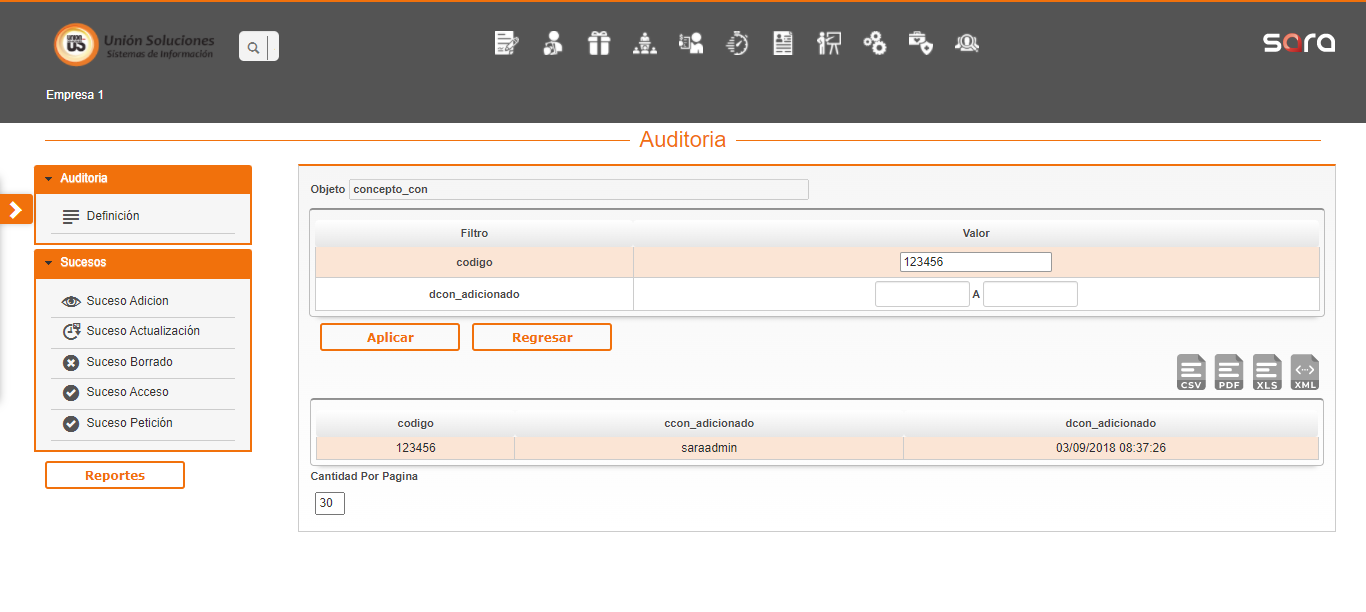 UNION
US
Unión Soluciones
Sistemas de Información
sara
Empresa 1
Auditoria
Auditoria
Definición
Sucesos
Suceso Adicion
Suceso Actualización
Suceso Borrado
Suceso Acceso
Suceso Petición
Reportes
Objeto concepto_con
Filtro Valor
codigo 123456
dcon_adicionado A
Aplicar Regresar
CSV PDF XLS XML
codigo ccon_adicionado dcon_adicionado
123456 saraadmin 03/09/2018 08:37:26
Cantidad Por Pagina
30